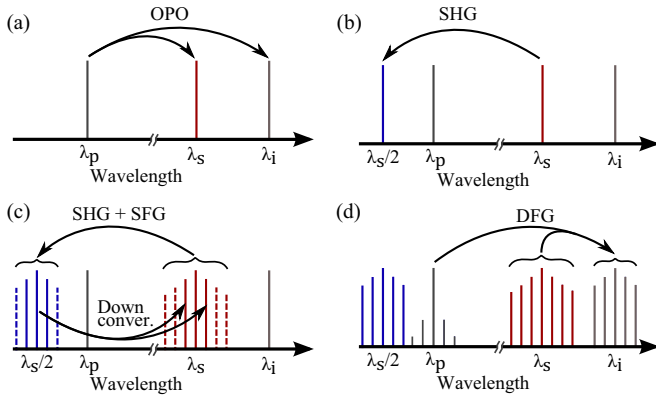 (a)
OPO
λp
λs
λi
Wavelength
(b)
SHG
λs/2
λp
λs
λi
Wavelength
(c)
SHG + SFG
Down
conver.
λs/2
λp
λs
λi
Wavelength
(d)
DFG
λs/2
λp
λs
λi
Wavelength